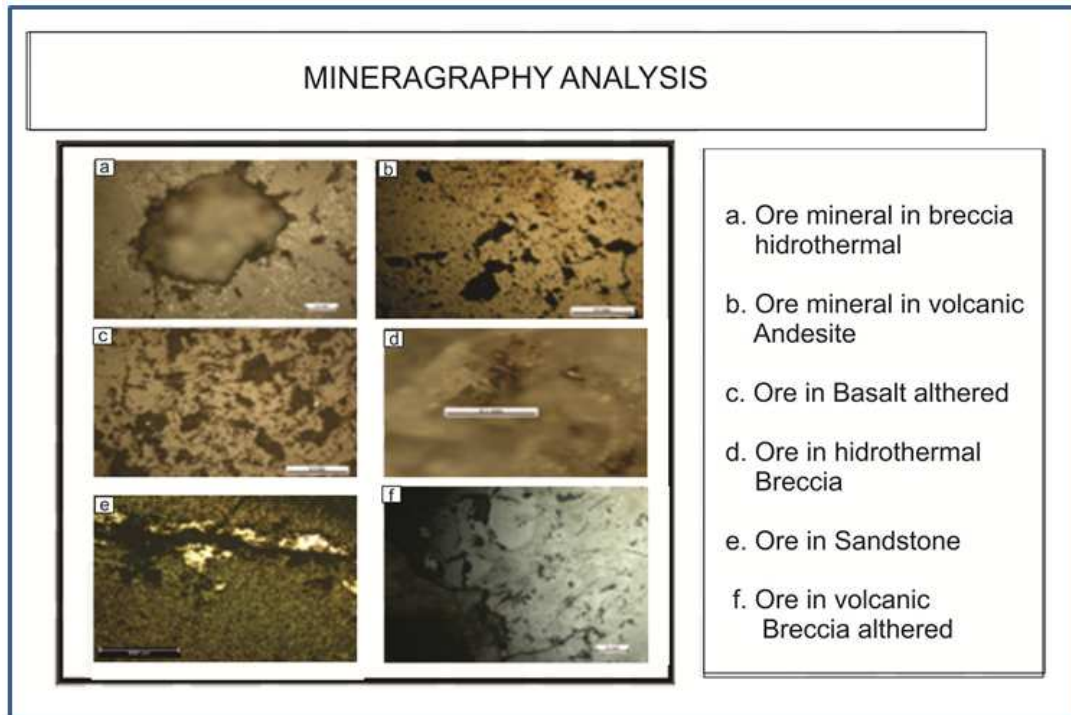 MINERAGRAPHY ANALYSIS
a
b
c
d
e
f
a. Ore mineral in breccia
hidrothermal
b. Ore mineral in volcanic
Andesite
c. Ore in Basalt althered
d. Ore in hidrothermal
Breccia
e. Ore in Sandstone
f. Ore in volcanic
Breccia althered